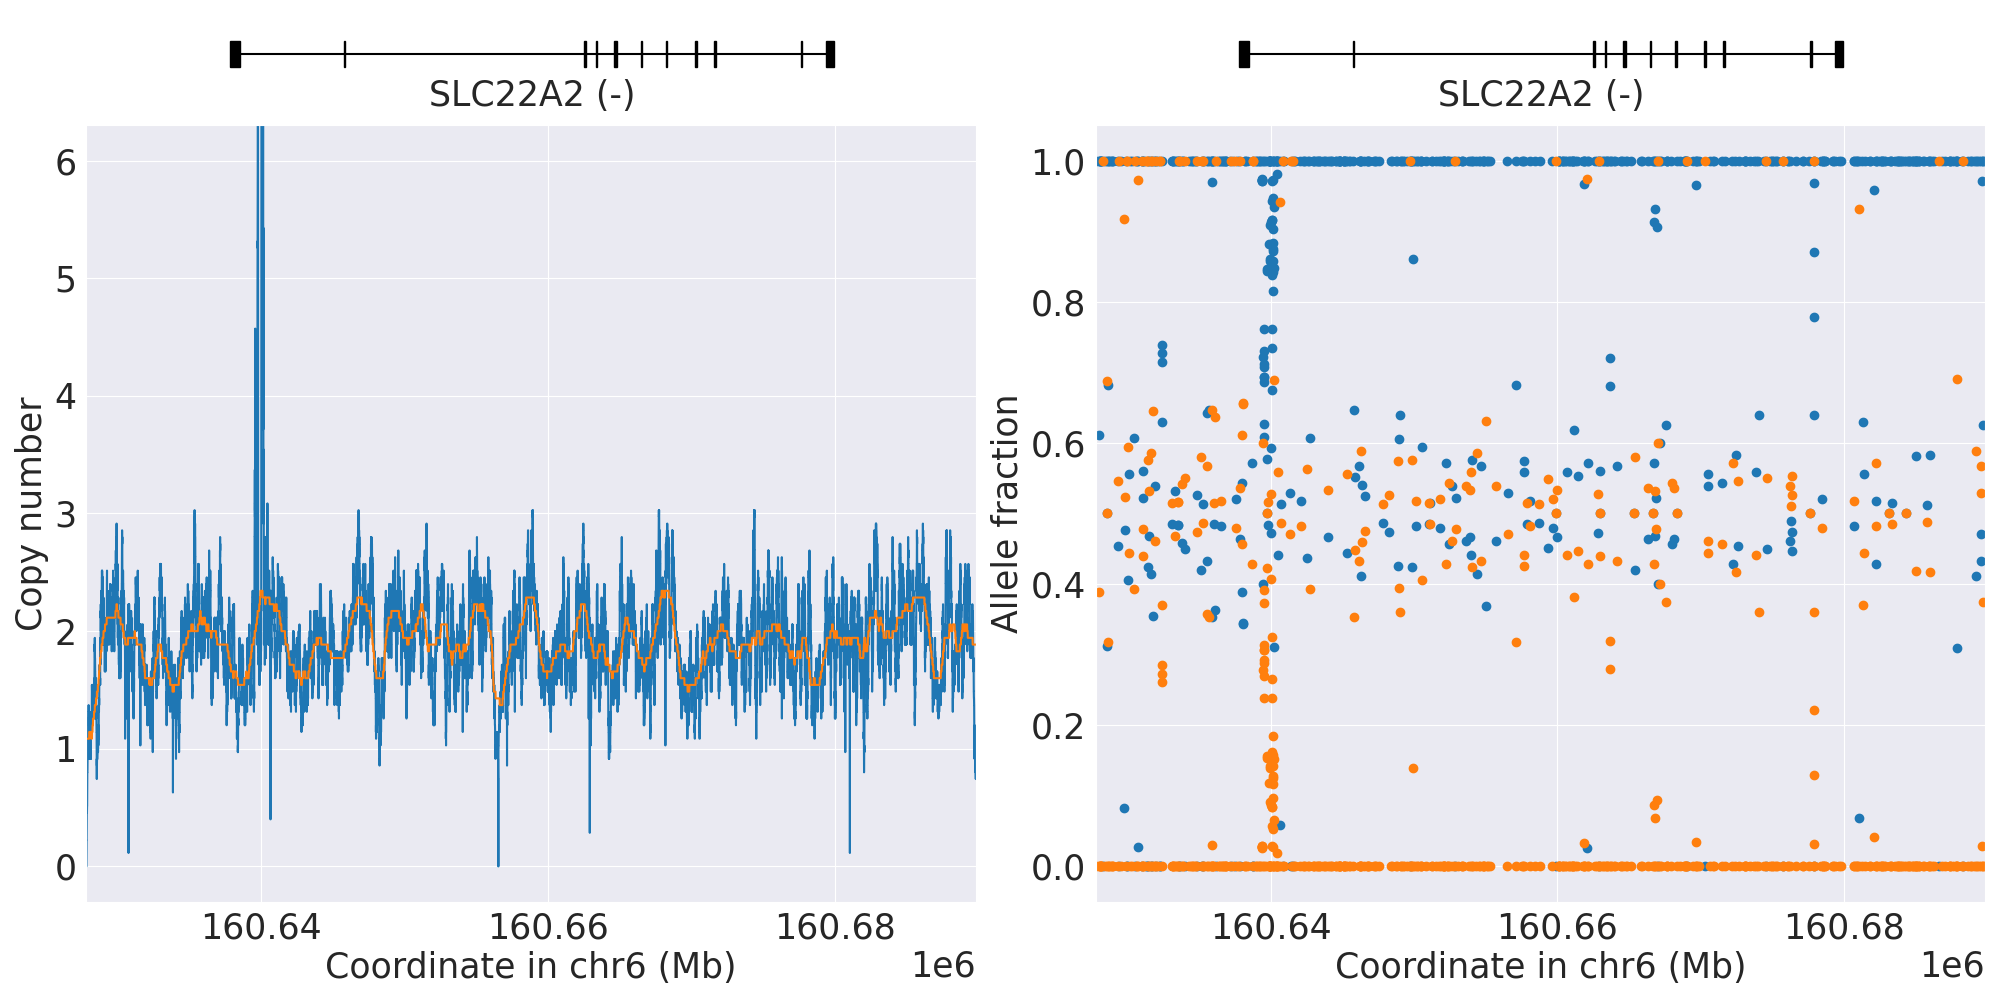 SLC22A2 (-)
SLC22A2 (-)
Copy number
6
5
4
3
2
1
0
160.64
160.66
160.68
Coordinate in chr6 (Mb)
1e6
Allele fraction
1.0
0.8
0.6
0.4
0.2
0.0
160.64
160.66
160.68
Coordinate in chr6 (Mb)
1e6